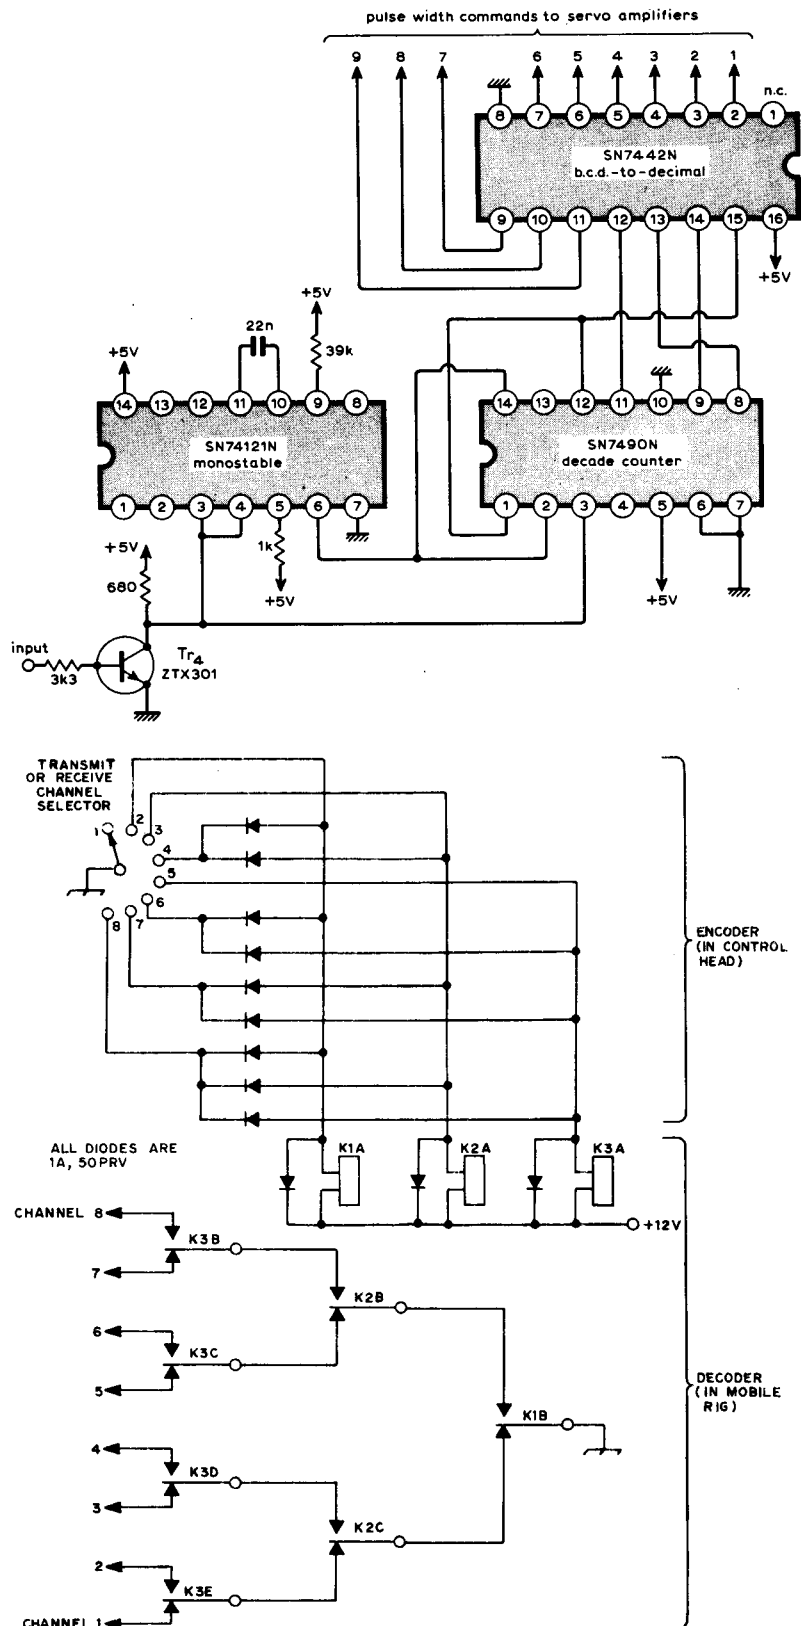 pulse width commands to servo amplifiers
9 8 7 6 5 4 3 2 1
n.c.
8 7 6 5 4 3 2 1
SN7442N
b.c.d.-to-decimal
9 10 11 12 13 14 15 16
+5V
+5V
22n
39k
+5V
14 13 12 11 10 9 8
SN74121N
monostable
1 2 3 4 5 6 7
14 13 12 11 10 9 8
SN7490N
decade counter
1 2 3 4 5 6 7
+5V
680
1k
+5V
+5V
input
3k3
Tr4
ZTX301
TRANSMIT
OR RECEIVE
CHANNEL
SELECTOR
1 2 3
4
5
6
7
8
ENCODER
(IN CONTROL
HEAD)
ALL DIODES ARE
1A, 50PRV
K1A K2A K3A
+12V
CHANNEL 8
K3B
7
K2B
6
K3C
5
DECODER
(IN MOBILE
RIG)
K1B
4
K3D
3
K2C
2
K3E
CHANNEL 1